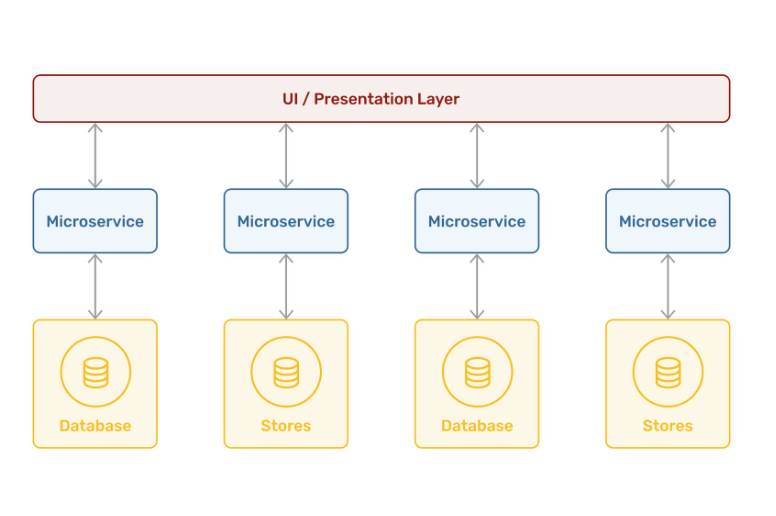 UI / Presentation Layer
Microservice
Microservice
Microservice
Microservice
Database
Stores
Database
Stores